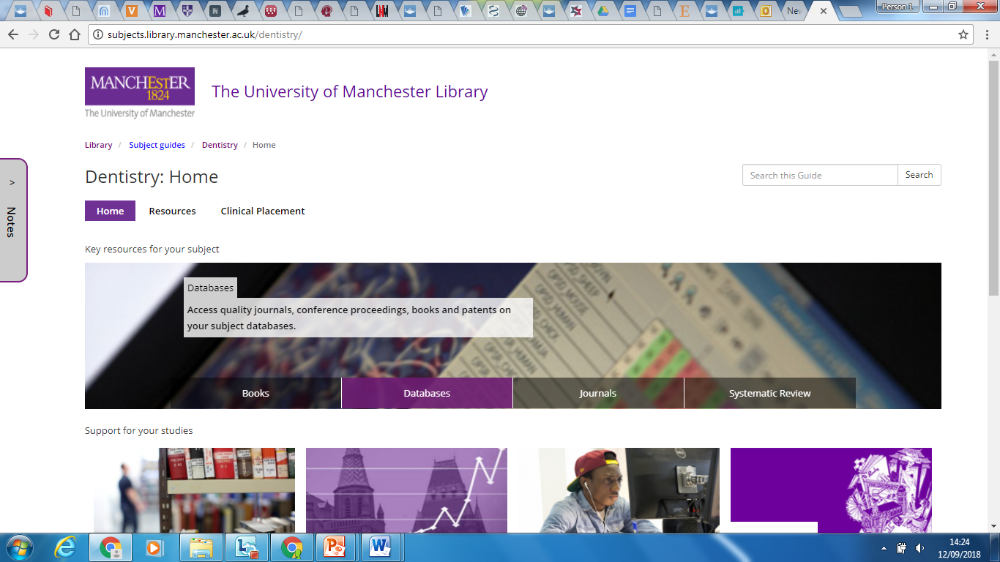 New
Person 1
subjects.library.manchester.ac.uk/dentistry/
MANCHESTER
1824
The University of Manchester
The University of Manchester Library
Library / Subject guides / Dentistry / Home
Dentistry: Home
Search this Guide
Search
> Notes
Home Resources Clinical Placement
Key resources for your subject
Databases
Access quality journals, conference proceedings, books and patents on
your subject databases.
OPSD_SHEEP
OPSD_MOUSE
OPSD_HUMAN
Books Databases Journals Systematic Review
Support for your studies
14:24
12/09/2018